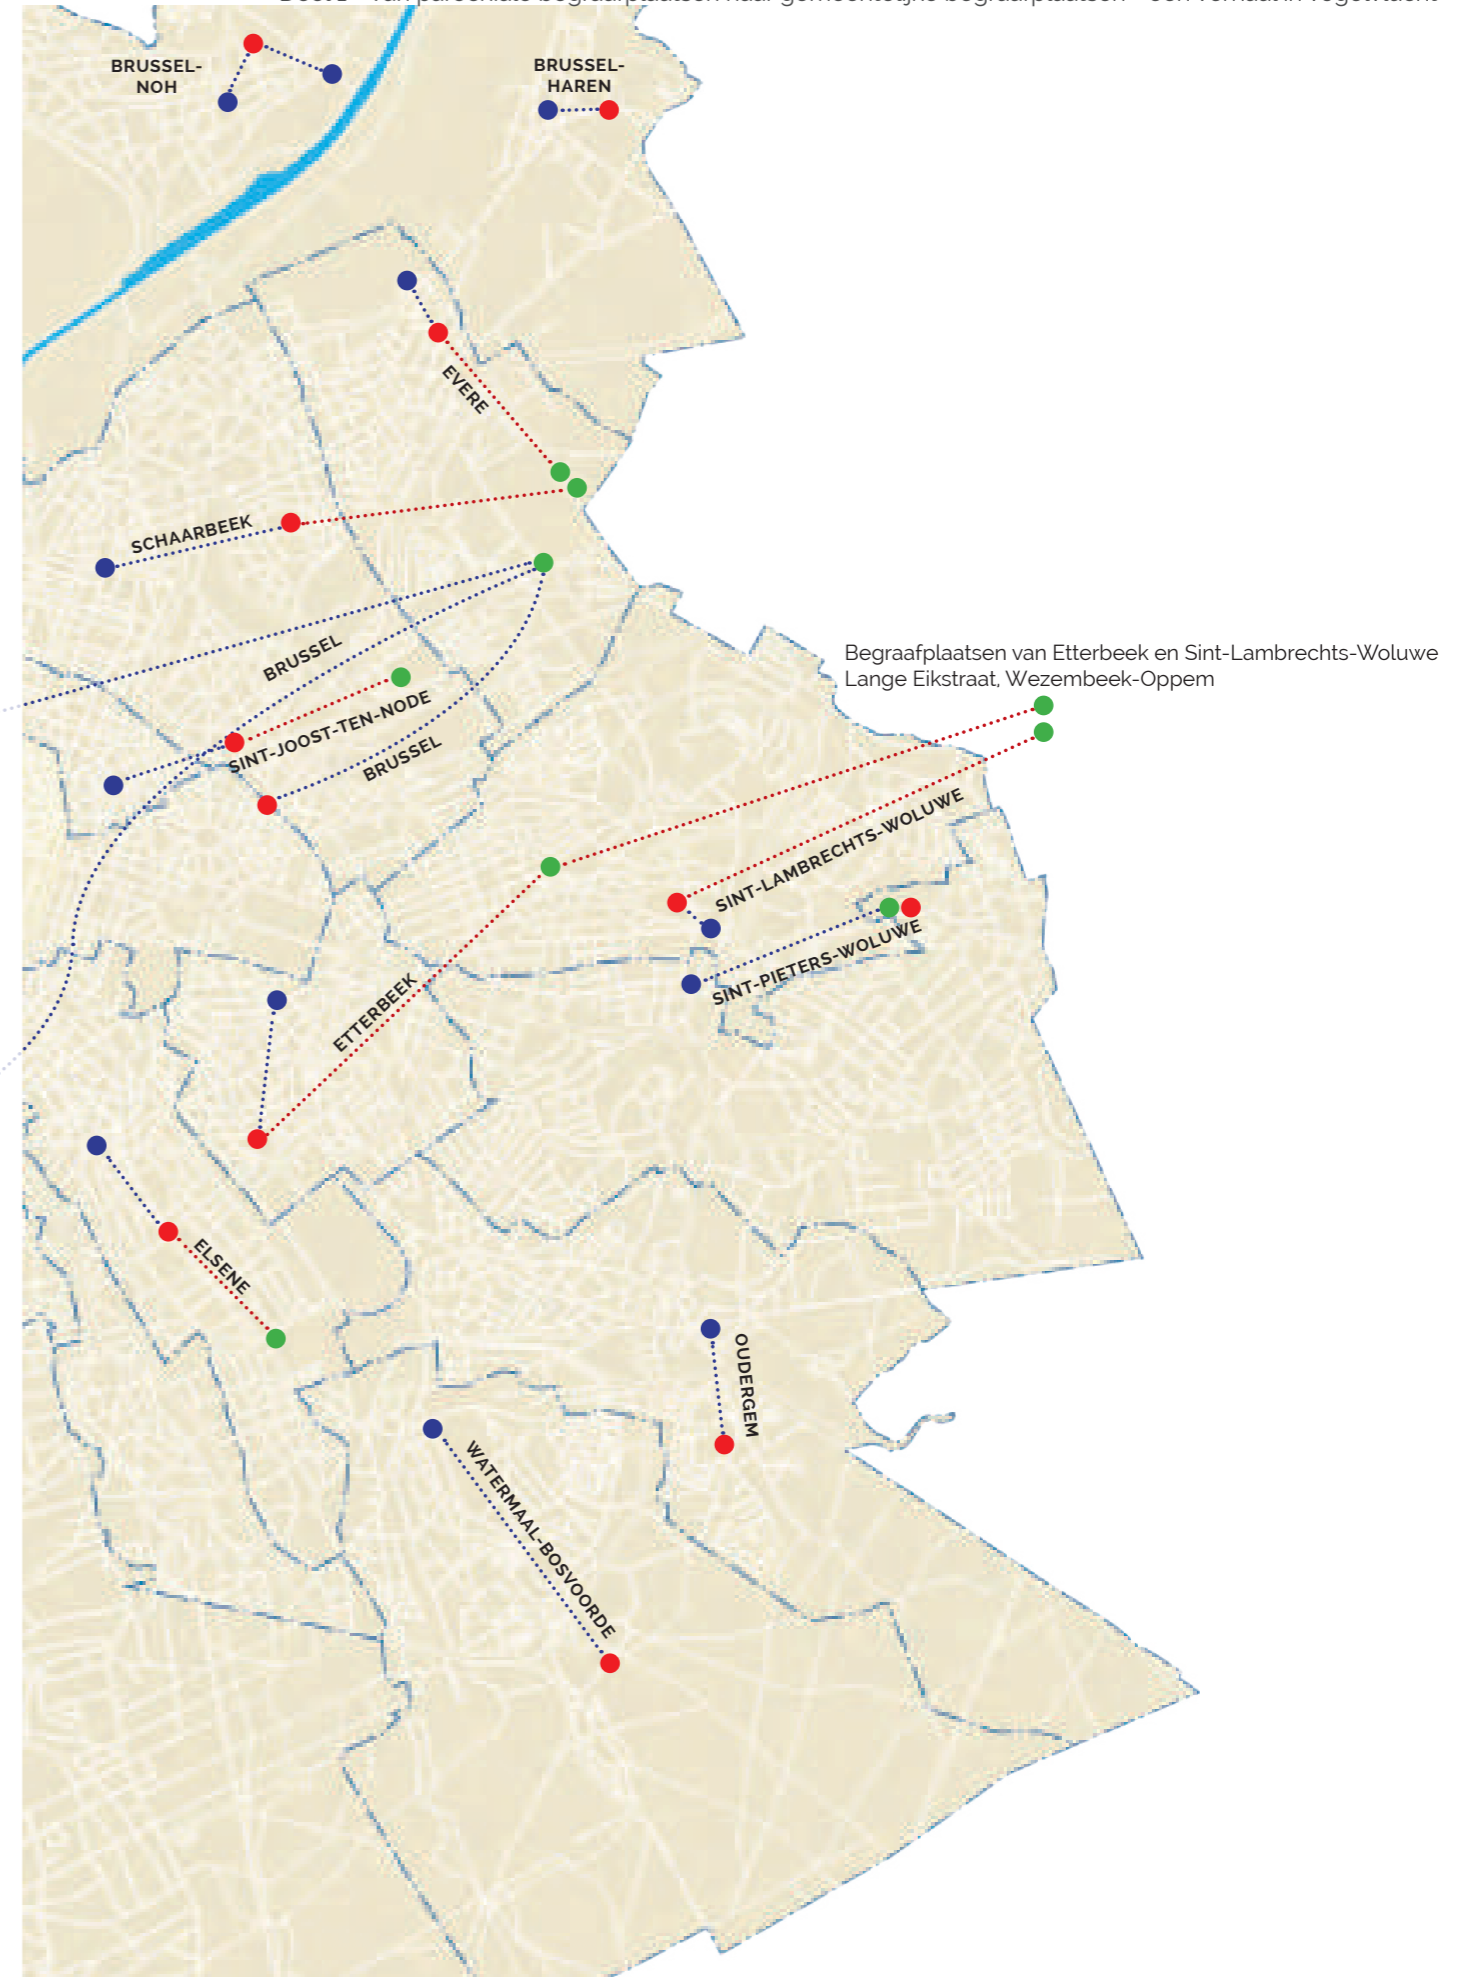 BRUSSEL-
NOH
BRUSSEL-
HAREN
EVERE
SCHAARBEEK
BRUSSEL
SINT-JOOST-TEN-NODE
BRUSSEL
Begraafplaatsen van Etterbeek en Sint-Lambrechts-Woluwe
Lange Eikstraat, Wezembeek-Oppem
SINT-LAMBRECHTS-WOLUWE
SINT-PIETERS-WOLUWE
ETTERBEEK
ELSENE
OUDERGEM
WATERMAAL-BOSVOORDE